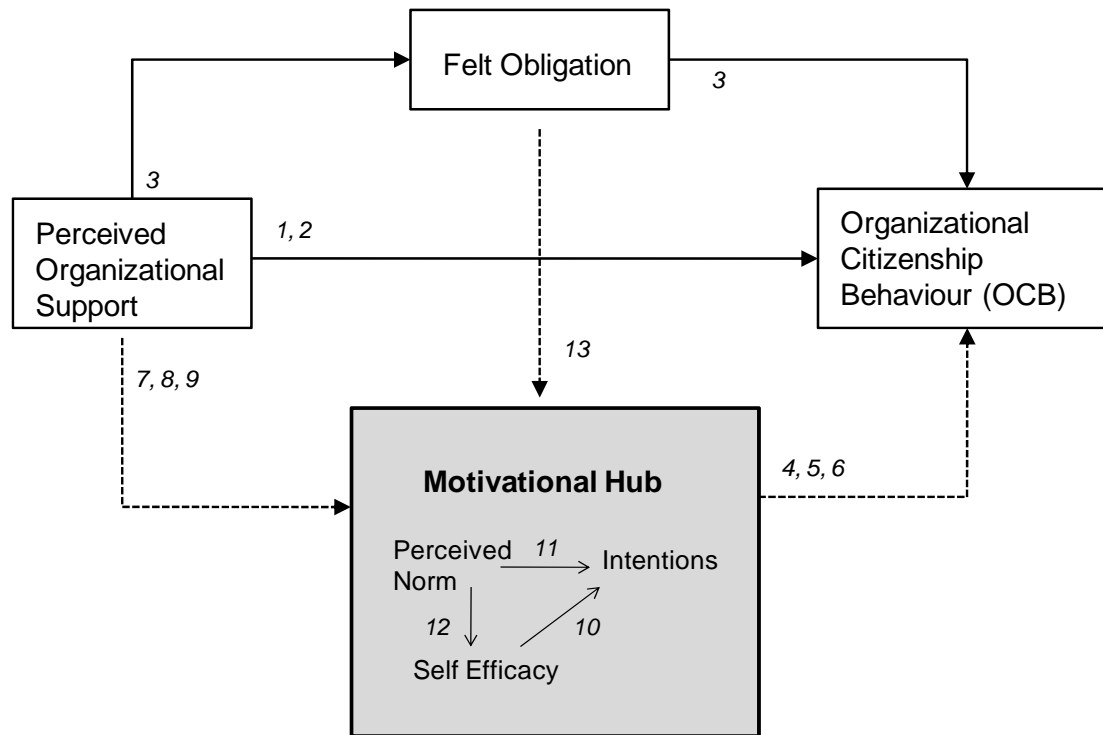 Felt Obligation
3
3
Perceived
Organizational
Support
1, 2
Organizational
Citizenship
Behaviour (OCB)
13
7, 8, 9
Motivational Hub
4, 5, 6
Perceived
Norm
11
Intentions
12
10
Self Efficacy